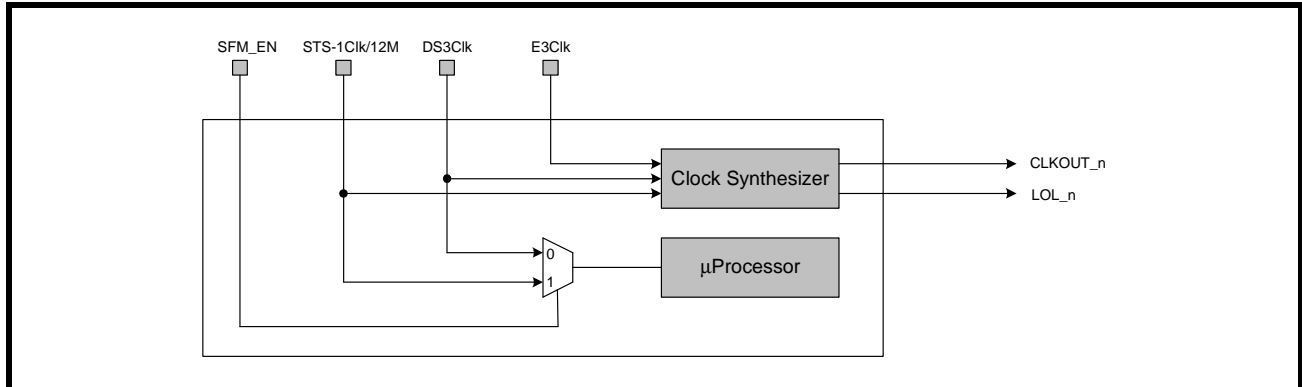 SFM_EN STS-1Clk/12M DS3Clk E3Clk
Clock Synthesizer
CLKOUT_n
LOL_n
0
1
µProcessor